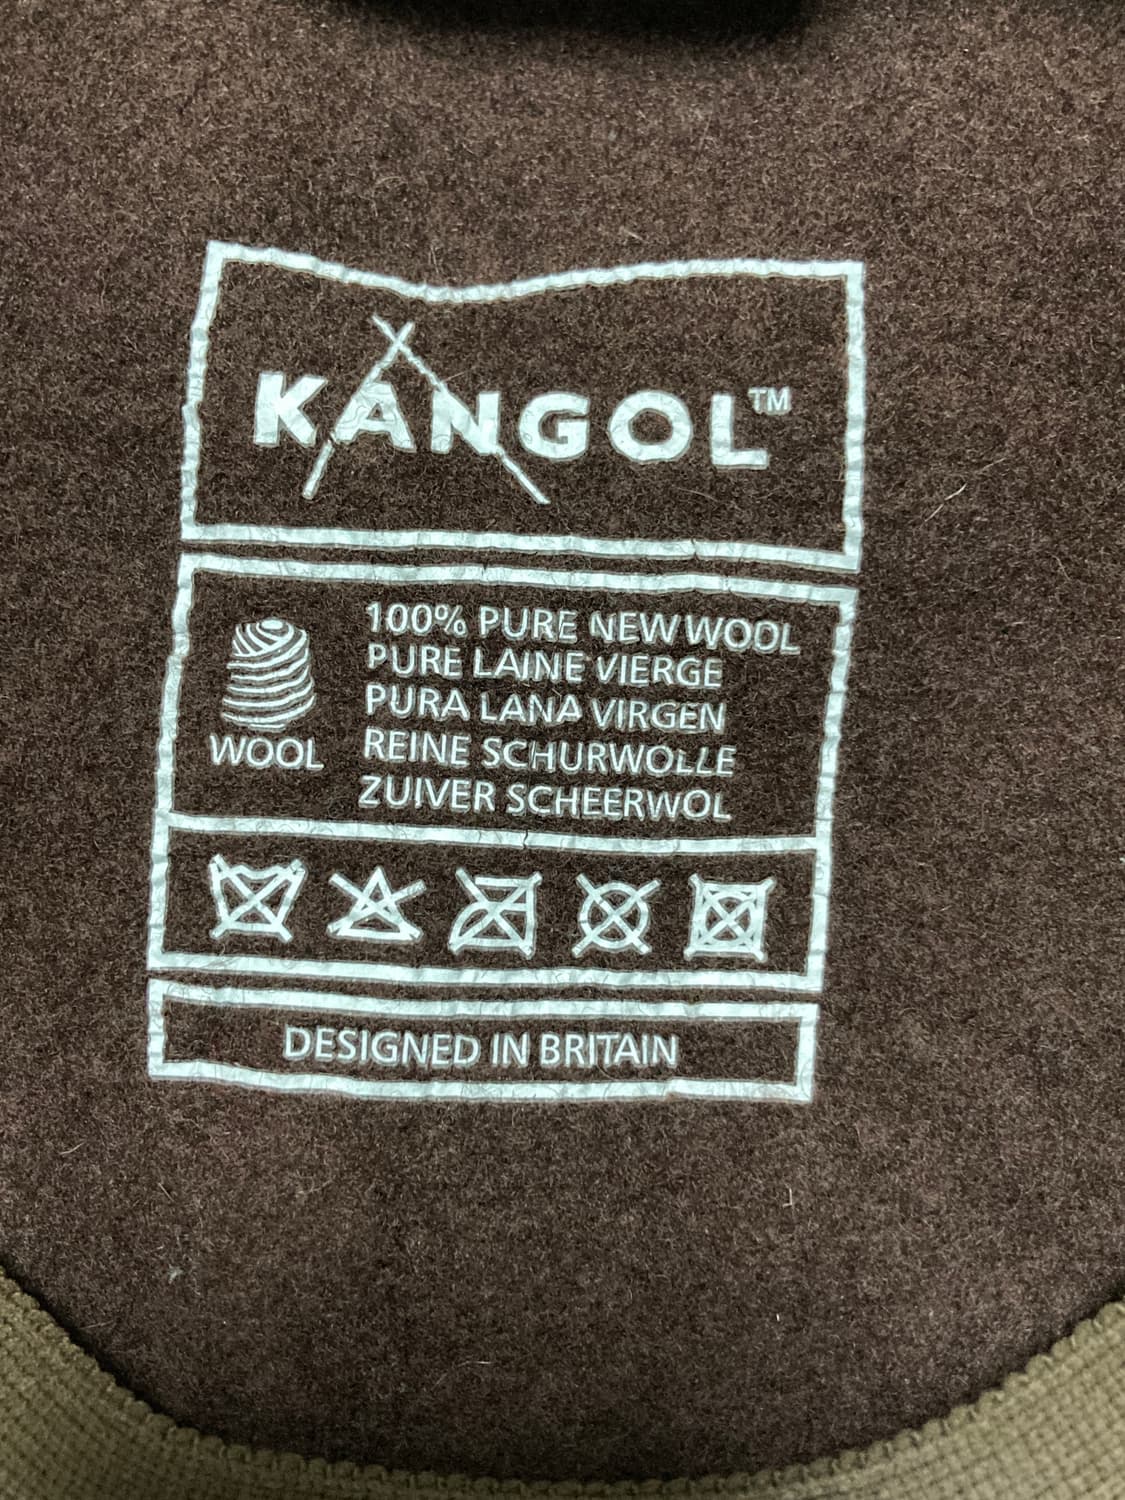 KANGOL™
100% PURE NEW WOOL
PURE LAINE VIERGE
PURA LANA VIRGEN
REINE SCHURWOLLE
ZUIVER SCHEERWOL
WOOL
DESIGNED IN BRITAIN